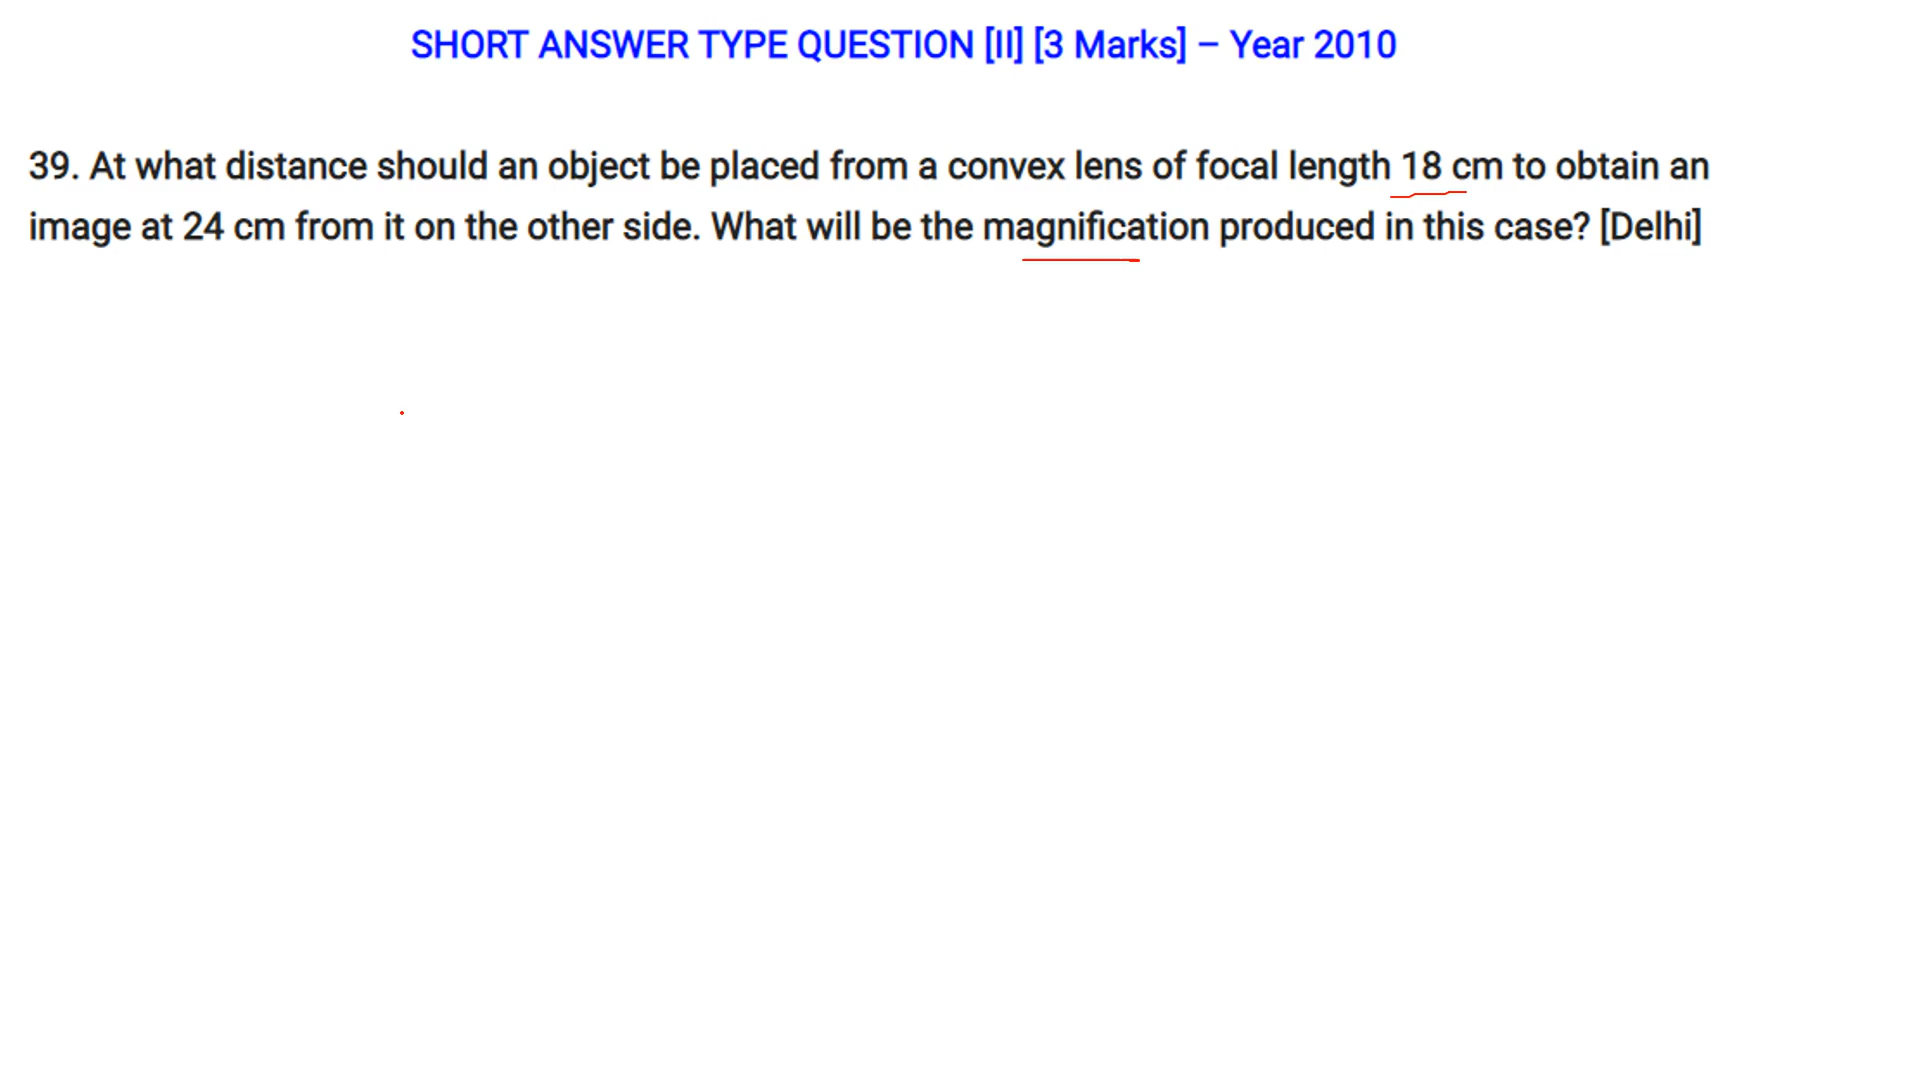 SHORT ANSWER TYPE QUESTION [II] [3 Marks] – Year 2010
39. At what distance should an object be placed from a convex lens of focal length 18 cm to obtain an
image at 24 cm from it on the other side. What will be the magnification produced in this case? [Delhi]